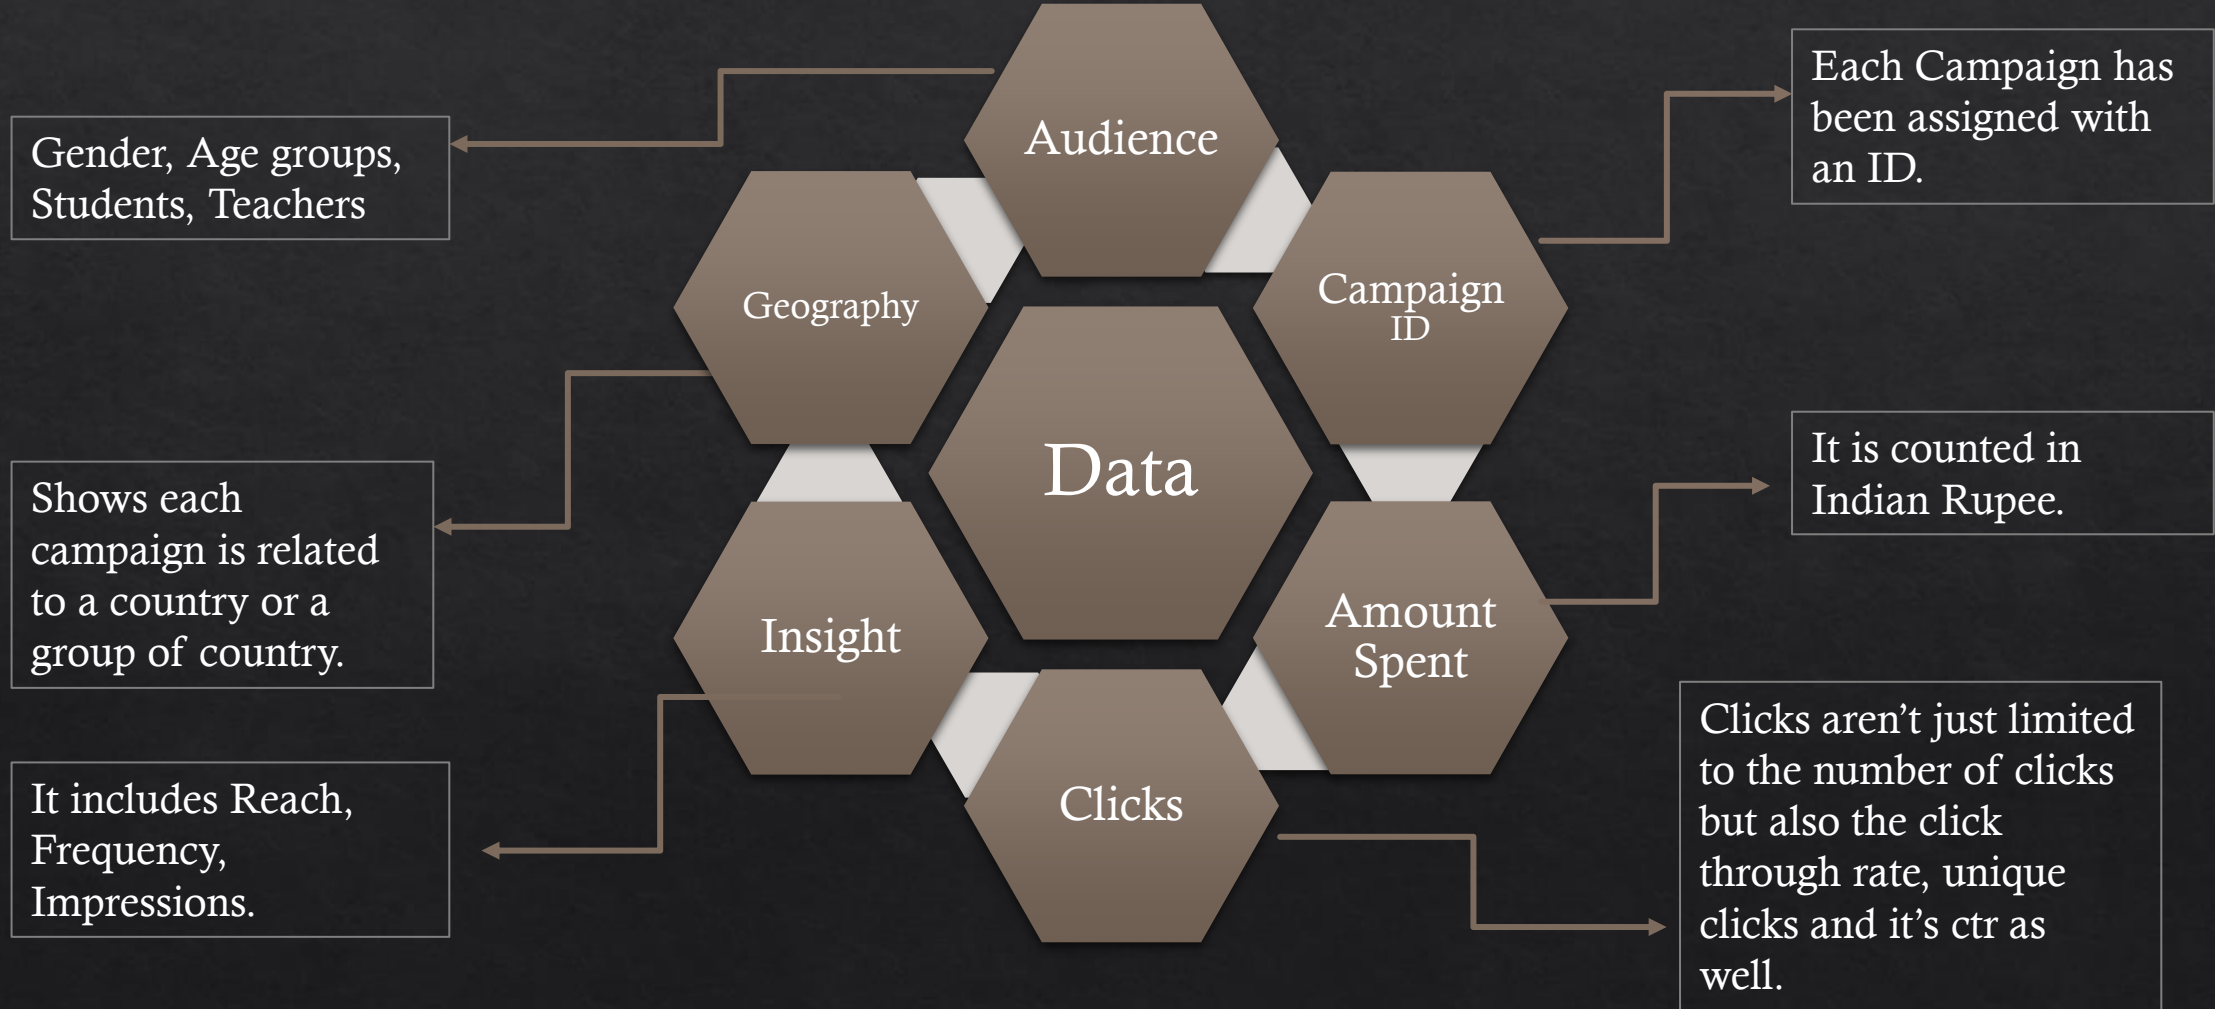 Audience
Each Campaign has
been assigned with
an ID.
Gender, Age groups,
Students, Teachers
Geography
Campaign
ID
Data
It is counted in
Indian Rupee.
Shows each
campaign is related
to a country or a
group of country.
Insight
Amount
Spent
Clicks
Clicks aren’t just limited
to the number of clicks
but also the click
through rate, unique
clicks and it’s ctr as
well.
It includes Reach,
Frequency,
Impressions.